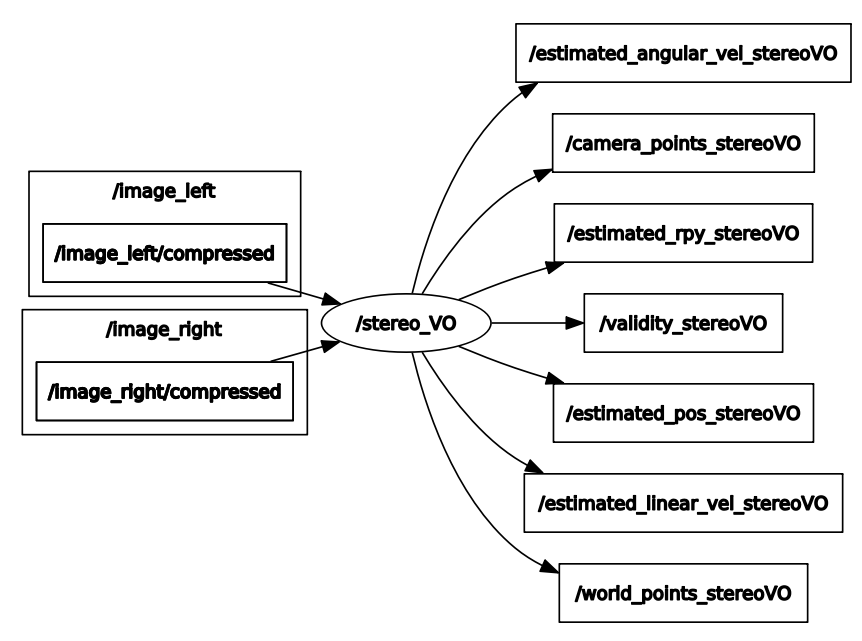 /image_left
/image_left/compressed
/image_right
/image_right/compressed
/stereo_VO
/estimated_angular_vel_stereoVO
/camera_points_stereoVO
/estimated_rpy_stereoVO
/validity_stereoVO
/estimated_pos_stereoVO
/estimated_linear_vel_stereoVO
/world_points_stereoVO